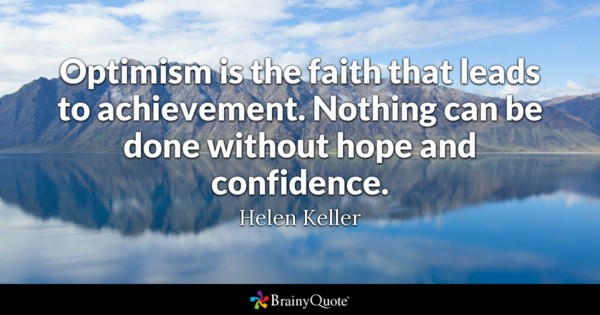 Optimism is the faith that leads
to achievement. Nothing can be
done without hope and
confidence.
Helen Keller
BrainyQuote